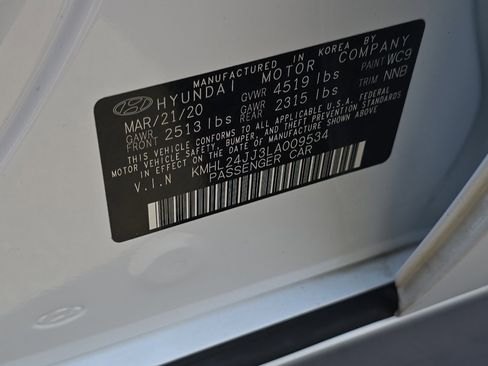 MANUFACTURED IN KOREA BY
HYUNDAI MOTOR COMPANY
MAR/21/20 GVWR 4519 lbs PAINT WC9
GAWR FRONT 2513 lbs GAWR REAR 2315 lbs TRIM NNB
THIS VEHICLE CONFORMS TO ALL APPLICABLE U.S.A. FEDERAL
MOTOR VEHICLE SAFETY, BUMPER, AND THEFT PREVENTION STANDARDS
IN EFFECT ON THE DATE OF MANUFACTURE SHOWN ABOVE.
V.I.N KMHL24JJ3LA009534
PASSENGER CAR